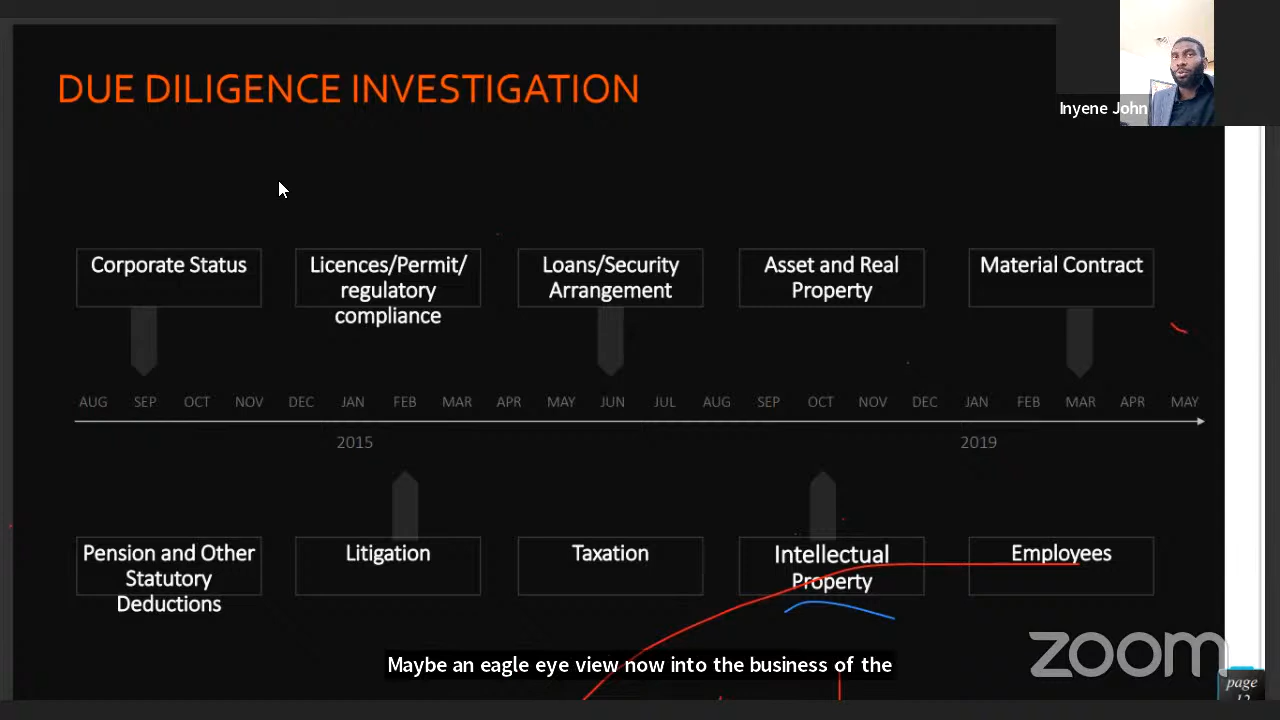 DUE DILIGENCE INVESTIGATION
Inyene John
Corporate Status
Licences/Permit/
regulatory
compliance
Loans/Security
Arrangement
Asset and Real
Property
Material Contract
AUG SEP OCT NOV DEC JAN FEB MAR APR MAY JUN JUL AUG SEP OCT NOV DEC JAN FEB MAR APR MAY
2015 2019
Pension and Other
Statutory
Deductions
Litigation
Taxation
Intellectual
Property
Employees
Maybe an eagle eye view now into the business of the
zoom
page